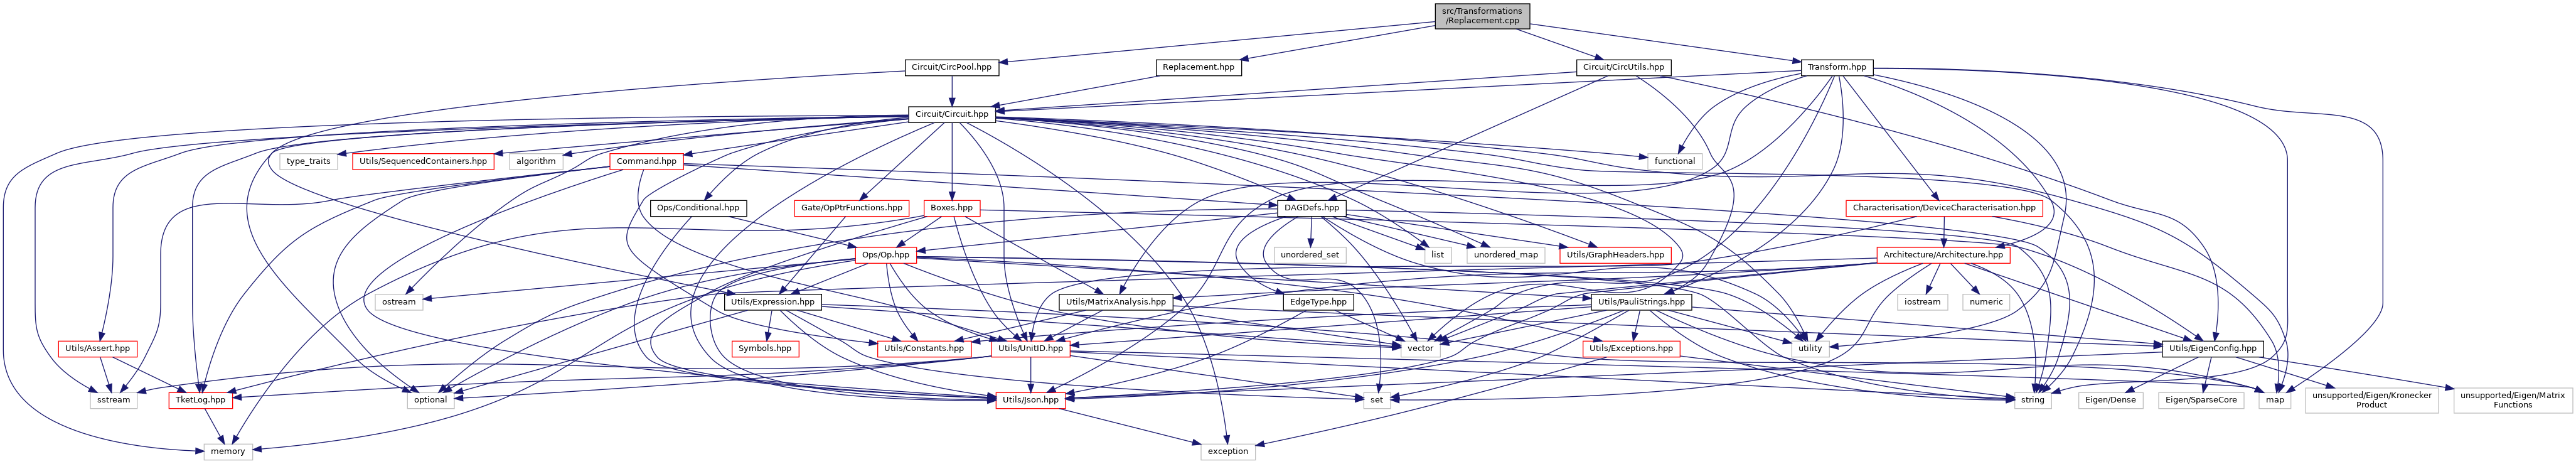 src/Transformations
/Replacement.cpp
Circuit/CircPool.hpp
Replacement.hpp
Circuit/CircUtils.hpp
Transform.hpp
Circuit/Circuit.hpp
type_traits
Utils/SequencedContainers.hpp
algorithm
Command.hpp
functional
Ops/Conditional.hpp
Gate/OpPtrFunctions.hpp
Boxes.hpp
DAGDefs.hpp
Characterisation/DeviceCharacterisation.hpp
Ops/Op.hpp
unordered_set
list
unordered_map
Utils/GraphHeaders.hpp
Architecture/Architecture.hpp
ostream
Utils/Expression.hpp
Utils/MatrixAnalysis.hpp
EdgeType.hpp
Utils/PauliStrings.hpp
iostream
numeric
Utils/Assert.hpp
Symbols.hpp
Utils/Constants.hpp
Utils/UnitID.hpp
vector
Utils/Exceptions.hpp
utility
Utils/EigenConfig.hpp
sstream
TketLog.hpp
optional
Utils/Json.hpp
set
string
Eigen/Dense
Eigen/SparseCore
map
unsupported/Eigen/Kronecker
Product
unsupported/Eigen/Matrix
Functions
memory
exception